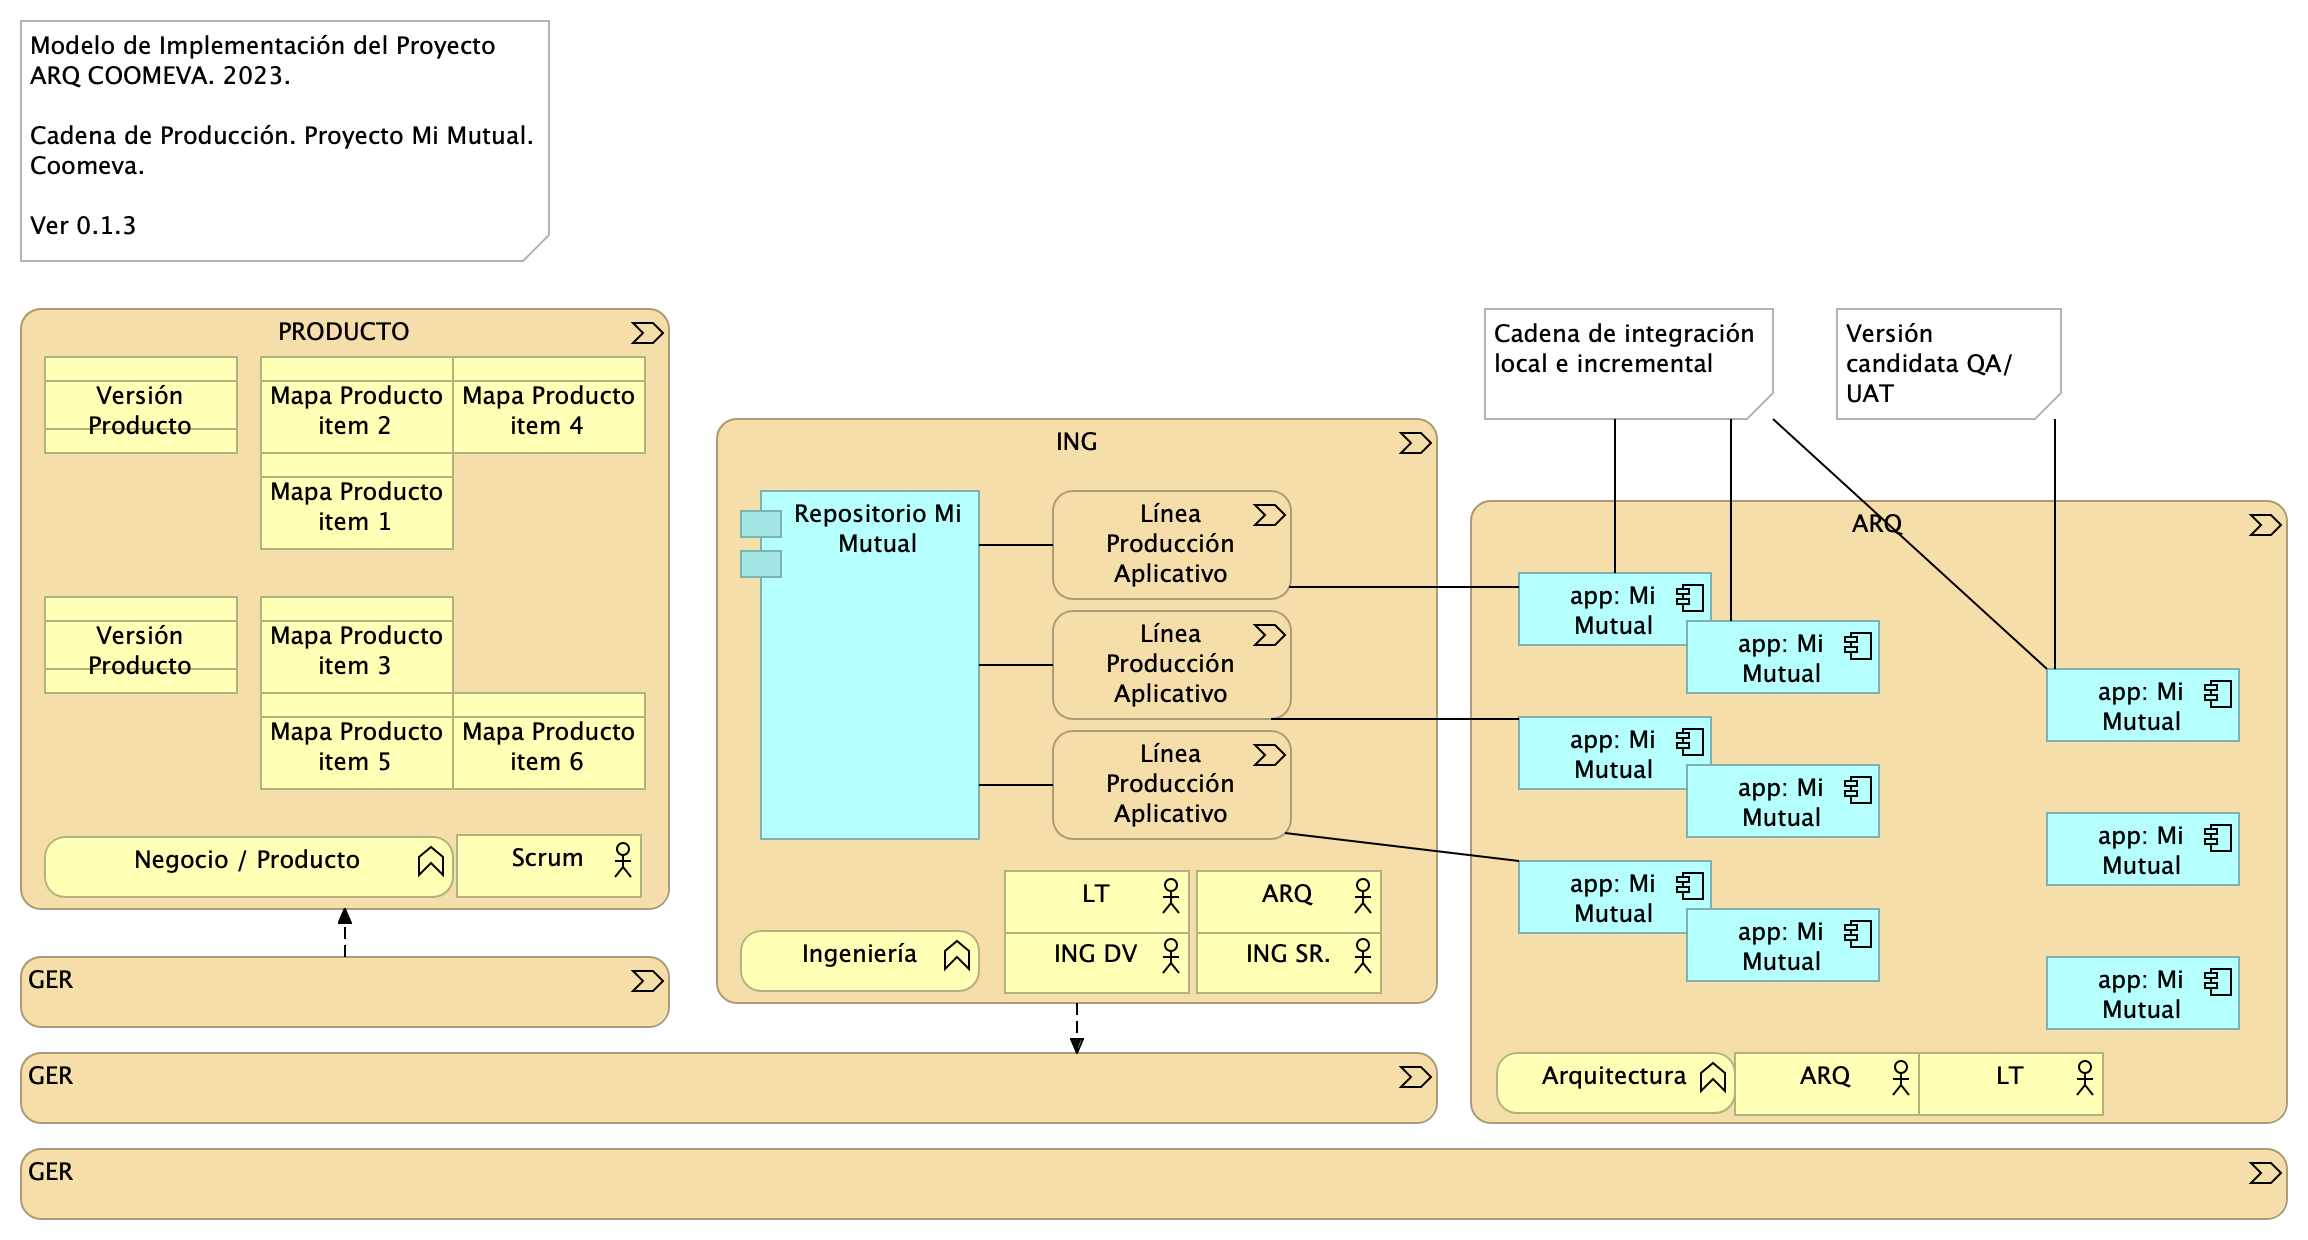 Modelo de Implementación del Proyecto
ARQ COOMEVA. 2023.
Cadena de Producción. Proyecto Mi Mutual.
Coomeva.
Ver 0.1.3
PRODUCTO
Versión
Producto
Mapa Producto
item 2
Mapa Producto
item 4
Mapa Producto
item 1
Versión
Producto
Mapa Producto
item 3
Mapa Producto
item 5
Mapa Producto
item 6
Negocio / Producto
Scrum
GER
GER
GER
ING
Repositorio Mi
Mutual
Línea
Producción
Aplicativo
Línea
Producción
Aplicativo
Línea
Producción
Aplicativo
LT
ARQ
Ingeniería
ING DV
ING SR.
Cadena de integración
local e incremental
Versión
candidata QA/
UAT
ARQ
app: Mi
Mutual
app: Mi
Mutual
app: Mi
Mutual
app: Mi
Mutual
app: Mi
Mutual
app: Mi
Mutual
app: Mi
Mutual
app: Mi
Mutual
app: Mi
Mutual
Arquitectura
ARQ
LT